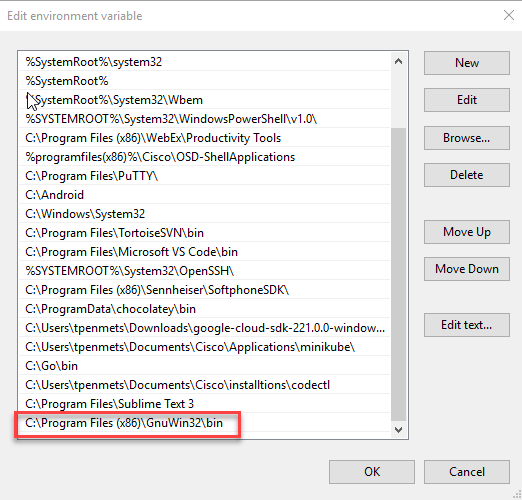 Edit environment variable
%SystemRoot%\system32
%SystemRoot%
%SystemRoot%\System32\Wbem
%SYSTEMROOT%\System32\WindowsPowerShell\v1.0\
C:\Program Files (x86)\WebEx\Productivity Tools
%programfiles(x86)%\Cisco\OSD-ShellApplications
C:\Program Files\PuTTY\
C:\Android
C:\Windows\System32
C:\Program Files\TortoiseSVN\bin
C:\Program Files\Microsoft VS Code\bin
%SYSTEMROOT%\System32\OpenSSH\
C:\Program Files (x86)\Sennheiser\SoftphoneSDK\
C:\ProgramData\chocolatey\bin
C:\Users\tpenmets\Downloads\google-cloud-sdk-221.0.0-window...
C:\Users\tpenmets\Documents\Cisco\Applications\minikube\
C:\Go\bin
C:\Users\tpenmets\Documents\Cisco\installtions\codectl
C:\Program Files\Sublime Text 3
C:\Program Files (x86)\GnuWin32\bin
New
Edit
Browse...
Delete
Move Up
Move Down
Edit text...
OK
Cancel